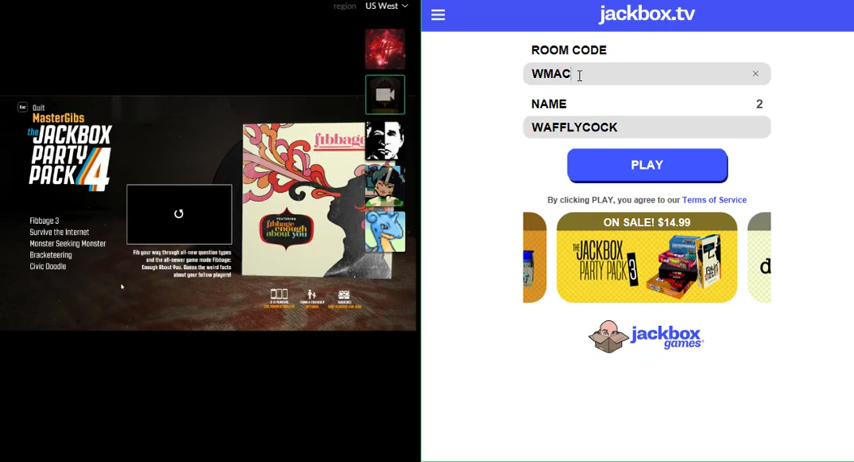 region US West
Esc Quit
MasterGibs
the JACKBOX
PARTY
PACK 4
Fibbage 3
Survive the Internet
Monster Seeking Monster
Bracketeering
Civic Doodle
Fib your way through all-new question types
and the all-new game mode Fibbage:
Enough About You. Guess the weird facts
about your fellow players!
fibbage
FEATURING
fibbage
enough
about you
jackbox.tv
ROOM CODE
WMAC
NAME 2
WAFFLYCOCK
PLAY
By clicking PLAY, you agree to our Terms of Service
ON SALE! $14.99
THE JACKBOX
PARTY PACK 3
d
jackbox
games